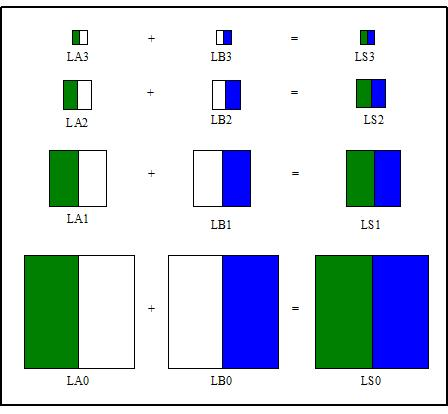 + =
LA3 LB3 LS3
+ =
LA2 LB2 LS2
+ =
LA1 LB1 LS1
+ =
LA0 LB0 LS0